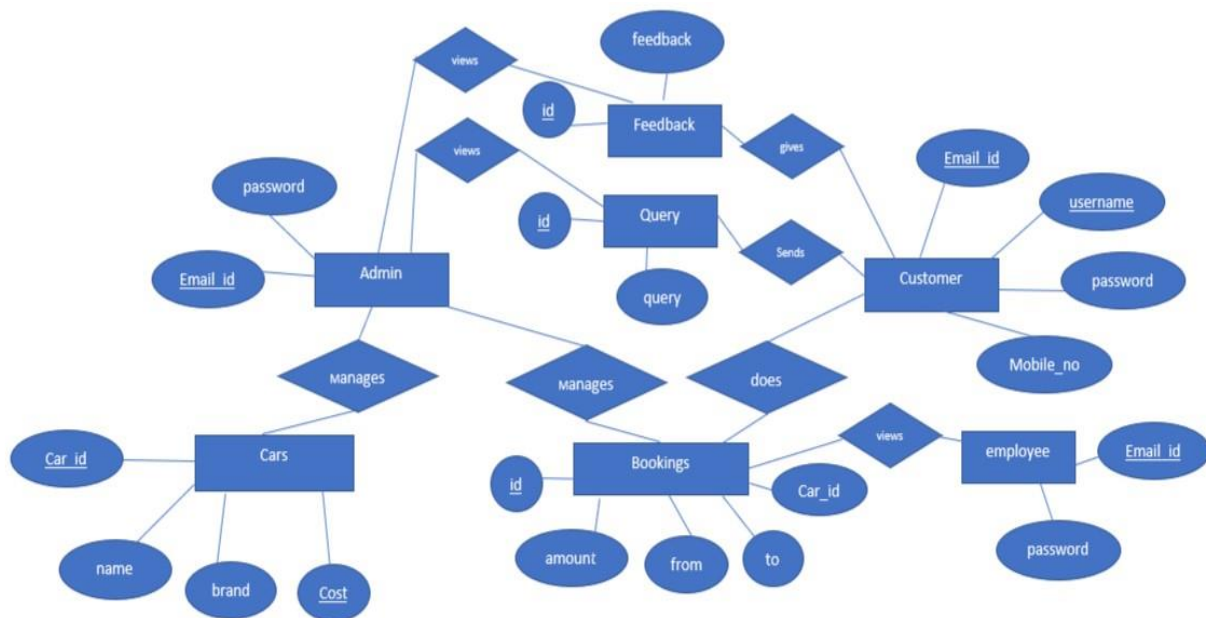 feedback
views
id
Feedback
views
gives
Email_id
password
id
Query
username
Sends
Email_id
Admin
Customer
query
password
Mobile_no
Manages
Manages
does
views
Car_id
Cars
Bookings
employee
Email_id
id
Car_id
name
brand
Cost
amount
from
to
password